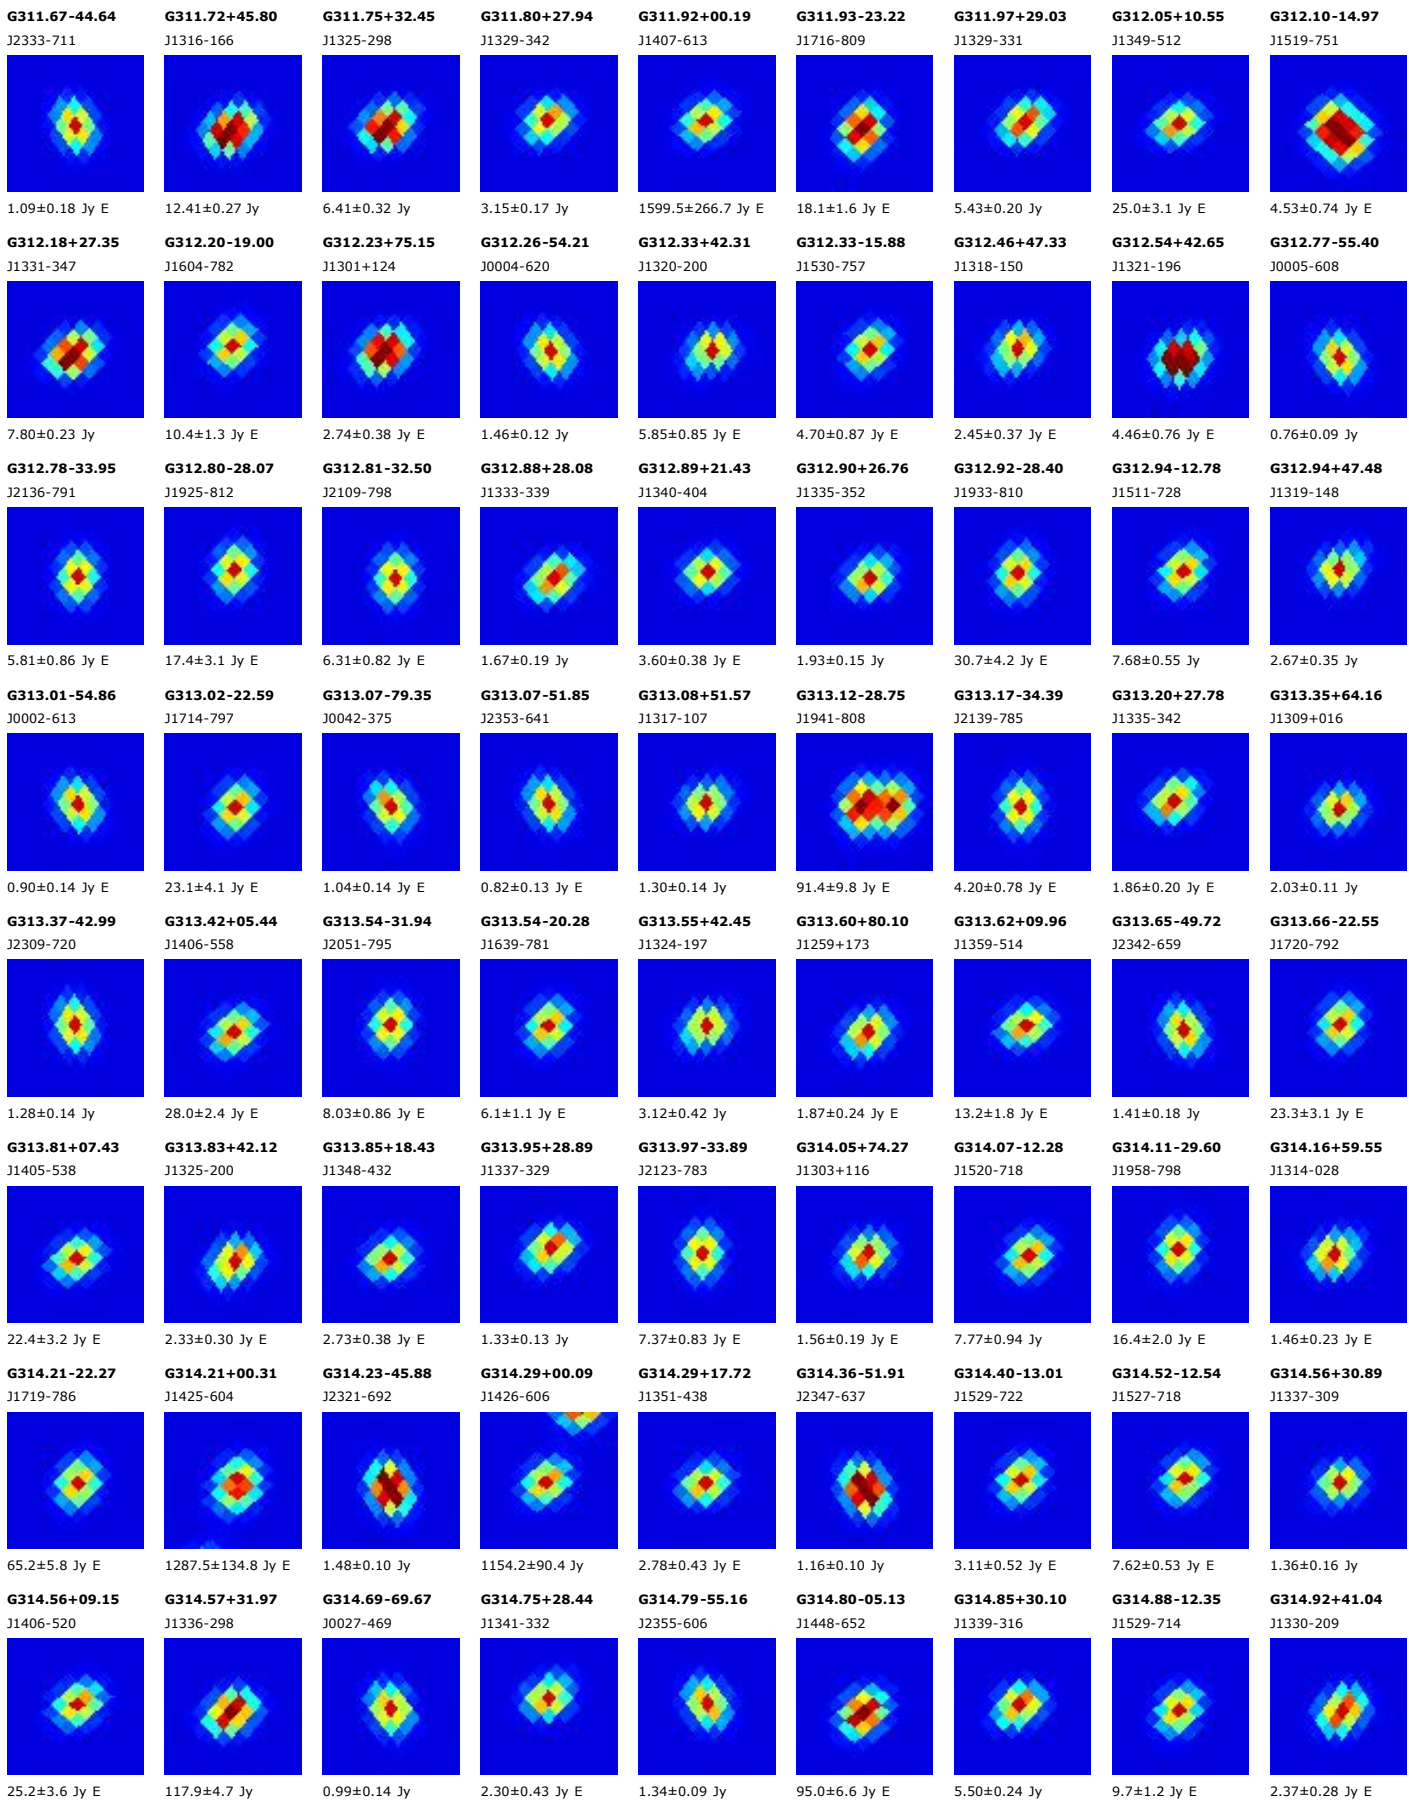 G311.67-44.64 G311.72+45.80 G311.75+32.45 G311.80+27.94 G311.92+00.19 G311.93-23.22 G311.97+29.03 G312.05+10.55 G312.10-14.97
J2333-711 J1316-166 J1325-298 J1329-342 J1407-613 J1716-809 J1329-331 J1349-512 J1519-751
1.09±0.18 Jy E 12.41±0.27 Jy 6.41±0.32 Jy 3.15±0.17 Jy 1599.5±266.7 Jy E 18.1±1.6 Jy E 5.43±0.20 Jy 25.0±3.1 Jy E 4.53±0.74 Jy E
G312.18+27.35 G312.20-19.00 G312.23+75.15 G312.26-54.21 G312.33+42.31 G312.33-15.88 G312.46+47.33 G312.54+42.65 G312.77-55.40
J1331-347 J1604-782 J1301+124 J0004-620 J1320-200 J1530-757 J1318-150 J1321-196 J0005-608
7.80±0.23 Jy 10.4±1.3 Jy E 2.74±0.38 Jy E 1.46±0.12 Jy 5.85±0.85 Jy E 4.70±0.87 Jy E 2.45±0.37 Jy E 4.46±0.76 Jy E 0.76±0.09 Jy
G312.78-33.95 G312.80-28.07 G312.81-32.50 G312.88+28.08 G312.89+21.43 G312.90+26.76 G312.92-28.40 G312.94-12.78 G312.94+47.48
J2136-791 J1925-812 J2109-798 J1333-339 J1340-404 J1335-352 J1933-810 J1511-728 J1319-148
5.81±0.86 Jy E 17.4±3.1 Jy E 6.31±0.82 Jy E 1.67±0.19 Jy 3.60±0.38 Jy E 1.93±0.15 Jy 30.7±4.2 Jy E 7.68±0.55 Jy 2.67±0.35 Jy
G313.01-54.86 G313.02-22.59 G313.07-79.35 G313.07-51.85 G313.08+51.57 G313.12-28.75 G313.17-34.39 G313.20+27.78 G313.35+64.16
J0002-613 J1714-797 J0042-375 J2353-641 J1317-107 J1941-808 J2139-785 J1335-342 J1309+016
0.90±0.14 Jy E 23.1±4.1 Jy E 1.04±0.14 Jy E 0.82±0.13 Jy E 1.30±0.14 Jy 91.4±9.8 Jy E 4.20±0.78 Jy E 1.86±0.20 Jy E 2.03±0.11 Jy
G313.37-42.99 G313.42+05.44 G313.54-31.94 G313.54-20.28 G313.55+42.45 G313.60+80.10 G313.62+09.96 G313.65-49.72 G313.66-22.55
J2309-720 J1406-558 J2051-795 J1639-781 J1324-197 J1259+173 J1359-514 J2342-659 J1720-792
1.28±0.14 Jy 28.0±2.4 Jy E 8.03±0.86 Jy E 6.1±1.1 Jy E 3.12±0.42 Jy 1.87±0.24 Jy E 13.2±1.8 Jy E 1.41±0.18 Jy 23.3±3.1 Jy E
G313.81+07.43 G313.83+42.12 G313.85+18.43 G313.95+28.89 G313.97-33.89 G314.05+74.27 G314.07-12.28 G314.11-29.60 G314.16+59.55
J1405-538 J1325-200 J1348-432 J1337-329 J2123-783 J1303+116 J1520-718 J1958-798 J1314-028
22.4±3.2 Jy E 2.33±0.30 Jy E 2.73±0.38 Jy E 1.33±0.13 Jy 7.37±0.83 Jy E 1.56±0.19 Jy E 7.77±0.94 Jy 16.4±2.0 Jy E 1.46±0.23 Jy E
G314.21-22.27 G314.21+00.31 G314.23-45.88 G314.29+00.09 G314.29+17.72 G314.36-51.91 G314.40-13.01 G314.52-12.54 G314.56+30.89
J1719-786 J1425-604 J2321-692 J1426-606 J1351-438 J2347-637 J1529-722 J1527-718 J1337-309
65.2±5.8 Jy E 1287.5±134.8 Jy E 1.48±0.10 Jy 1154.2±90.4 Jy 2.78±0.43 Jy E 1.16±0.10 Jy 3.11±0.52 Jy E 7.62±0.53 Jy E 1.36±0.16 Jy
G314.56+09.15 G314.57+31.97 G314.69-69.67 G314.75+28.44 G314.79-55.16 G314.80-05.13 G314.85+30.10 G314.88-12.35 G314.92+41.04
J1406-520 J1336-298 J0027-469 J1341-332 J2355-606 J1448-652 J1339-316 J1529-714 J1330-209
25.2±3.6 Jy E 117.9±4.7 Jy 0.99±0.14 Jy 2.30±0.43 Jy E 1.34±0.09 Jy 95.0±6.6 Jy E 5.50±0.24 Jy 9.7±1.2 Jy E 2.37±0.28 Jy E